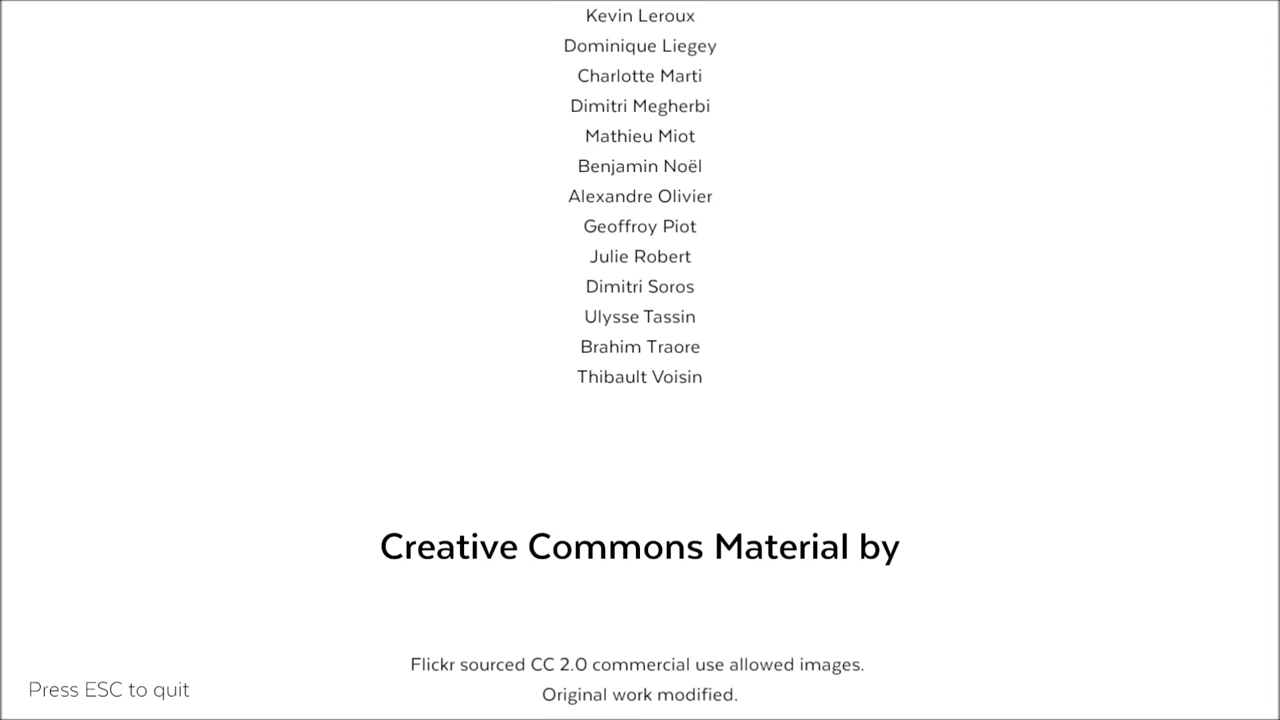 Kevin Leroux
Dominique Liegey
Charlotte Marti
Dimitri Megherbi
Mathieu Miot
Benjamin Noël
Alexandre Olivier
Geoffroy Piot
Julie Robert
Dimitri Soros
Ulysse Tassin
Brahim Traore
Thibault Voisin
Creative Commons Material by
Flickr sourced CC 2.0 commercial use allowed images.
Original work modified.
Press ESC to quit